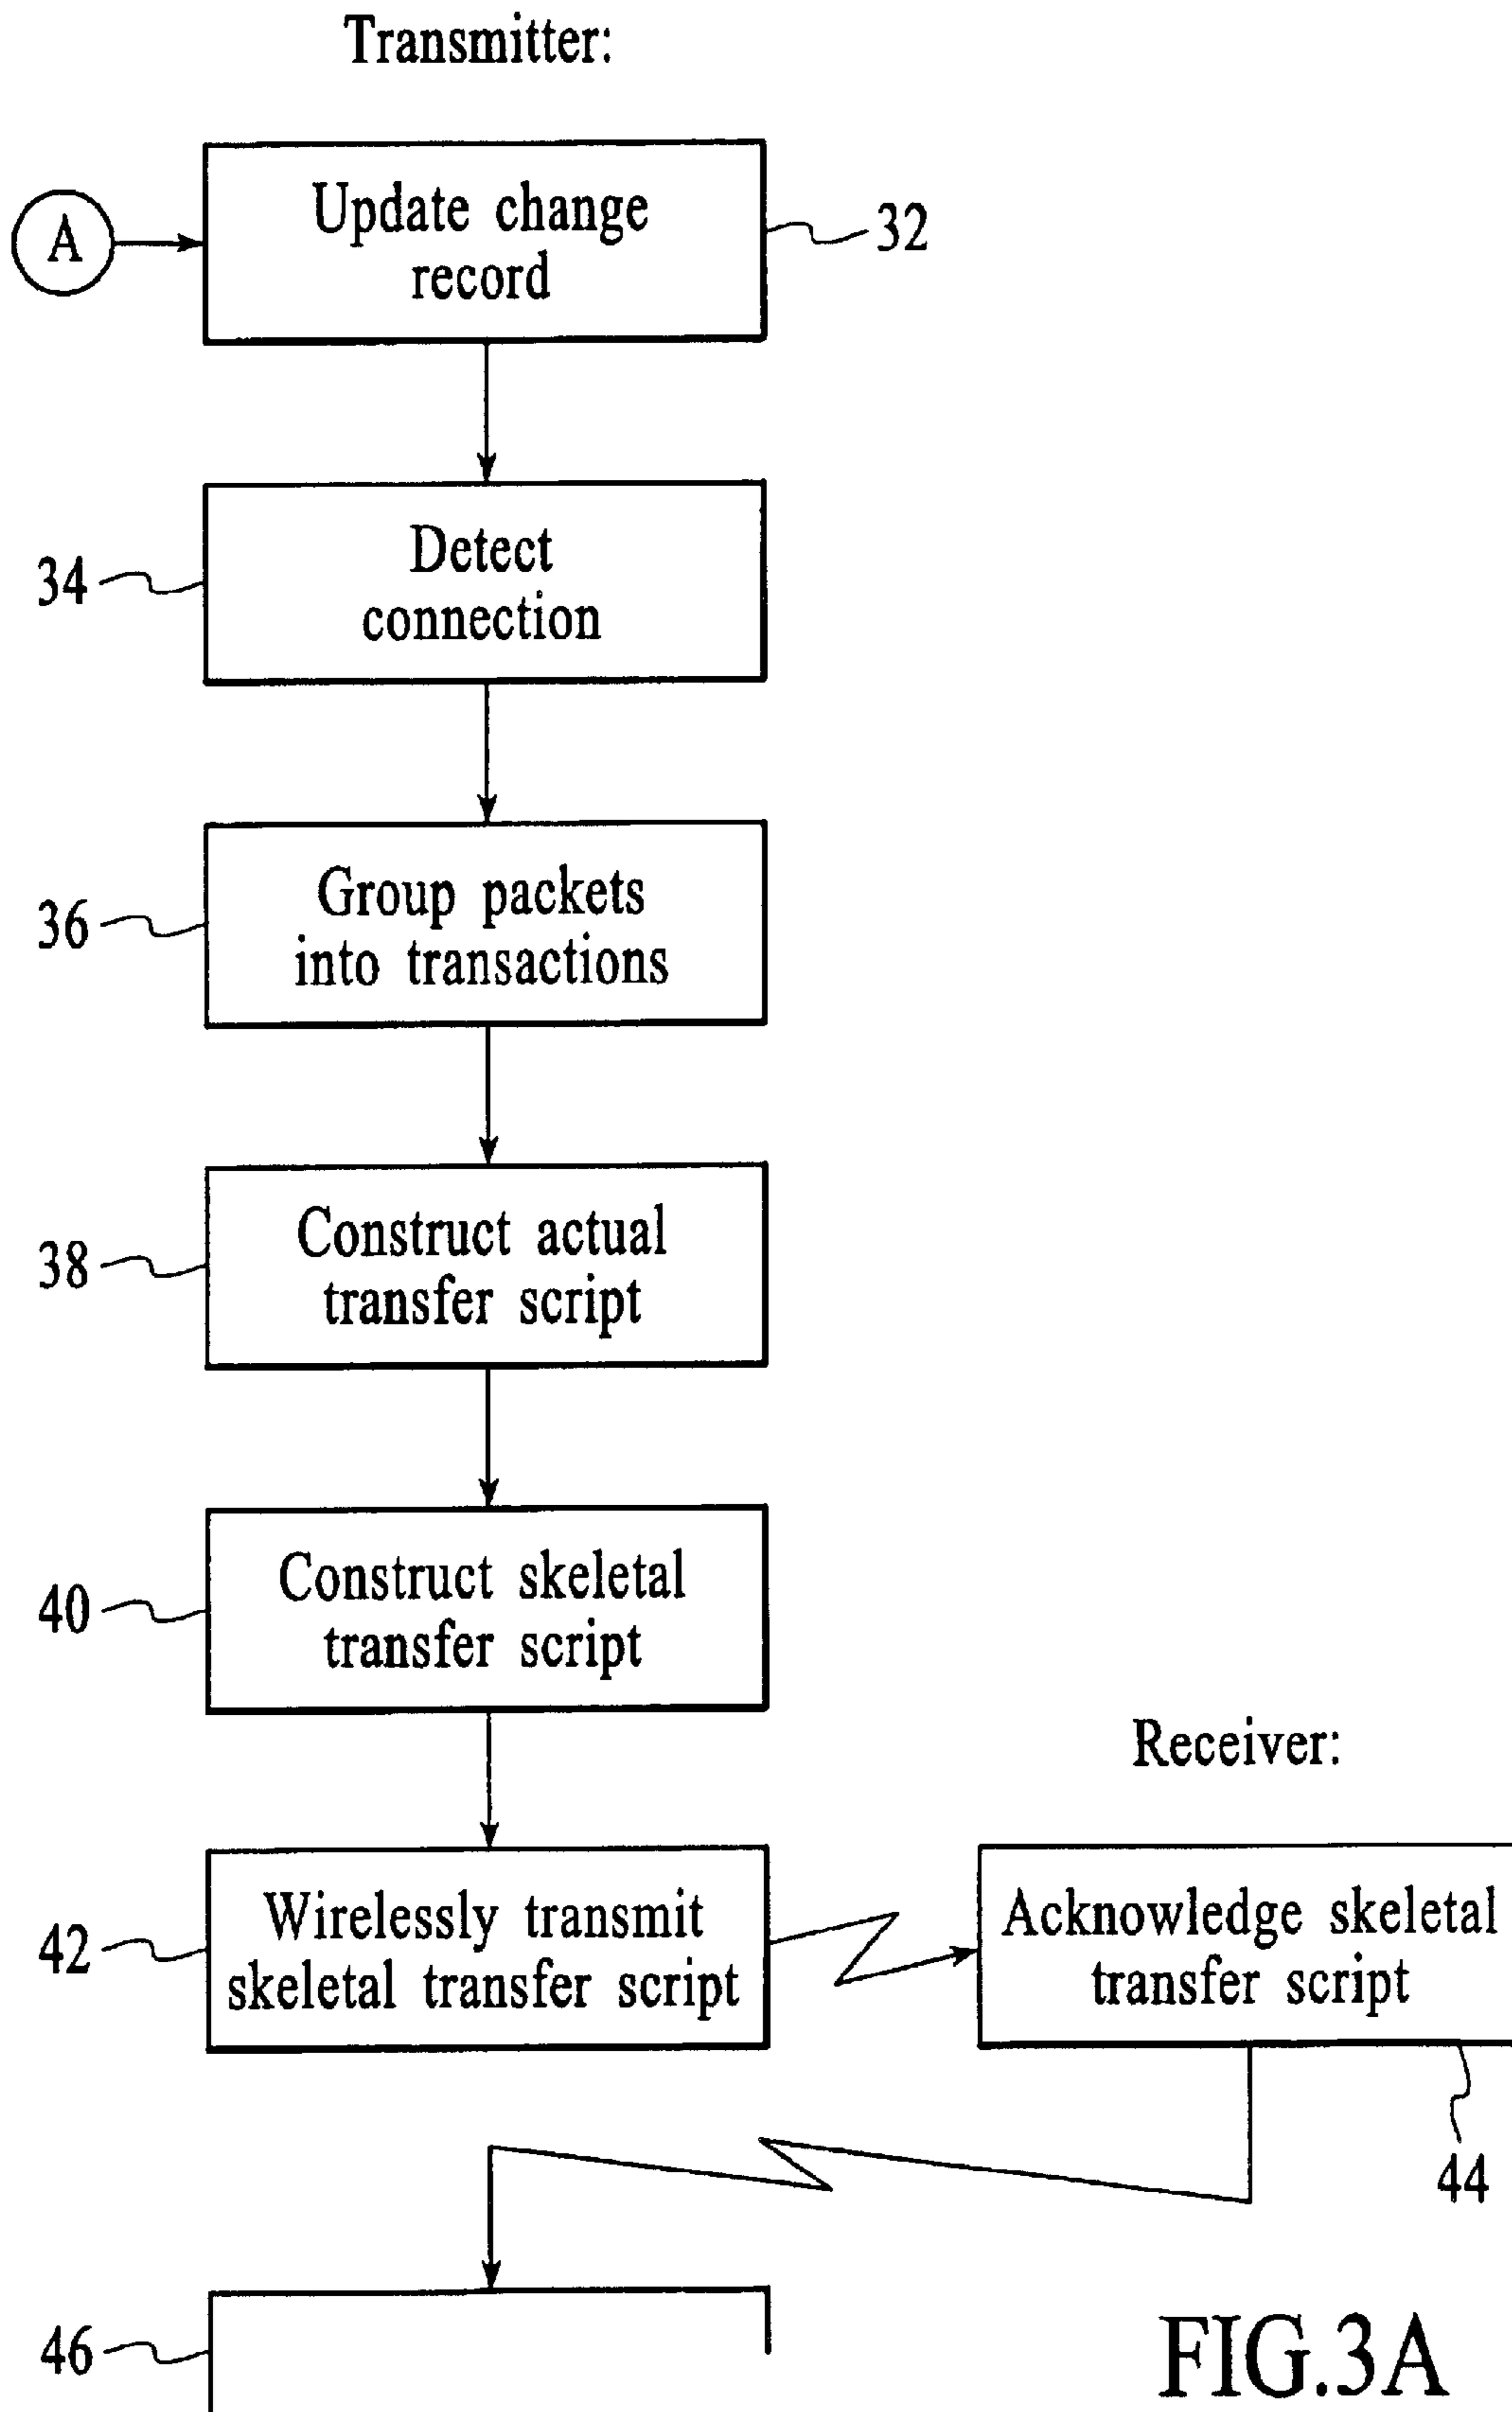 Transmitter:
A
Update change
record
32
34
Detect
connection
36
Group packets
into transactions
38
Construct actual
transfer script
40
Construct skeletal
transfer script
Receiver:
42
Wirelessly transmit
skeletal transfer script
Acknowledge skeletal
transfer script
44
46
FIG.3A